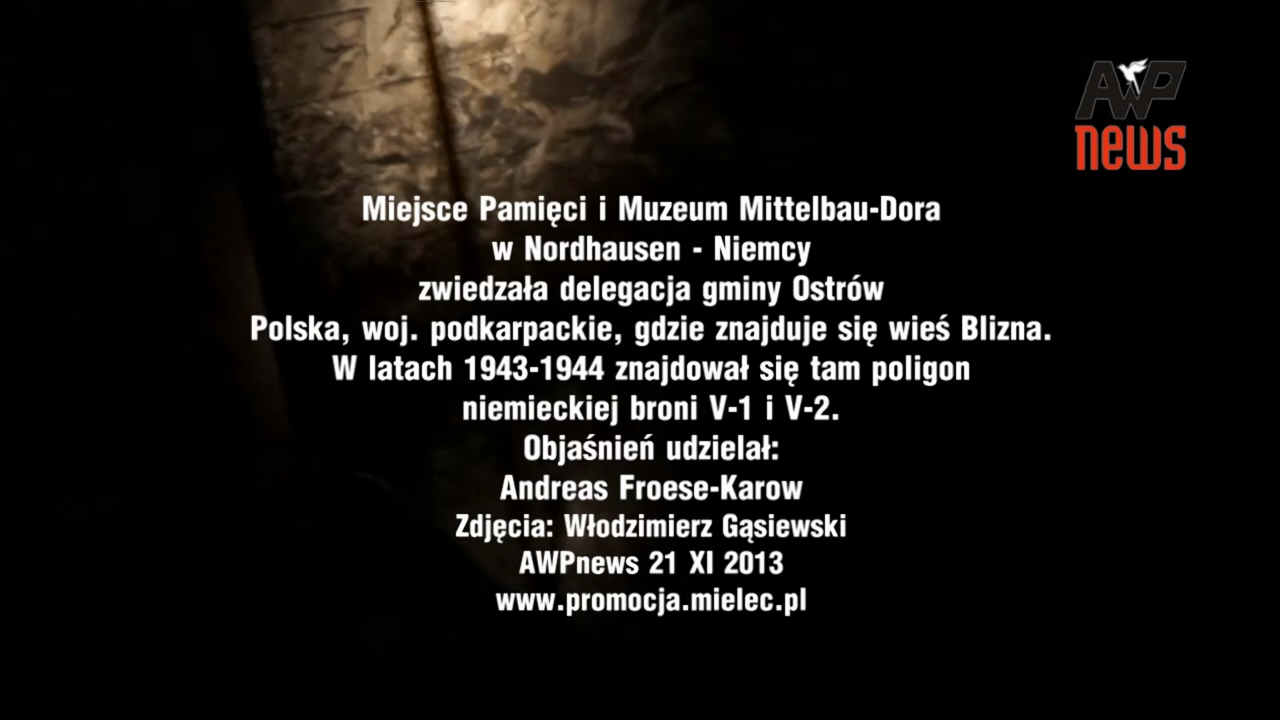 AWP
news
Miejsce Pamięci i Muzeum Mittelbau-Dora
w Nordhausen - Niemcy
zwiedzała delegacja gminy Ostrów
Polska, woj. podkarpackie, gdzie znajduje się wieś Blizna.
W latach 1943-1944 znajdował się tam poligon
niemieckiej broni V-1 i V-2.
Objaśnień udzielał:
Andreas Froese-Karow
Zdjęcia: Włodzimierz Gąsiewski
AWPnews 21 XI 2013
www.promocja.mielec.pl